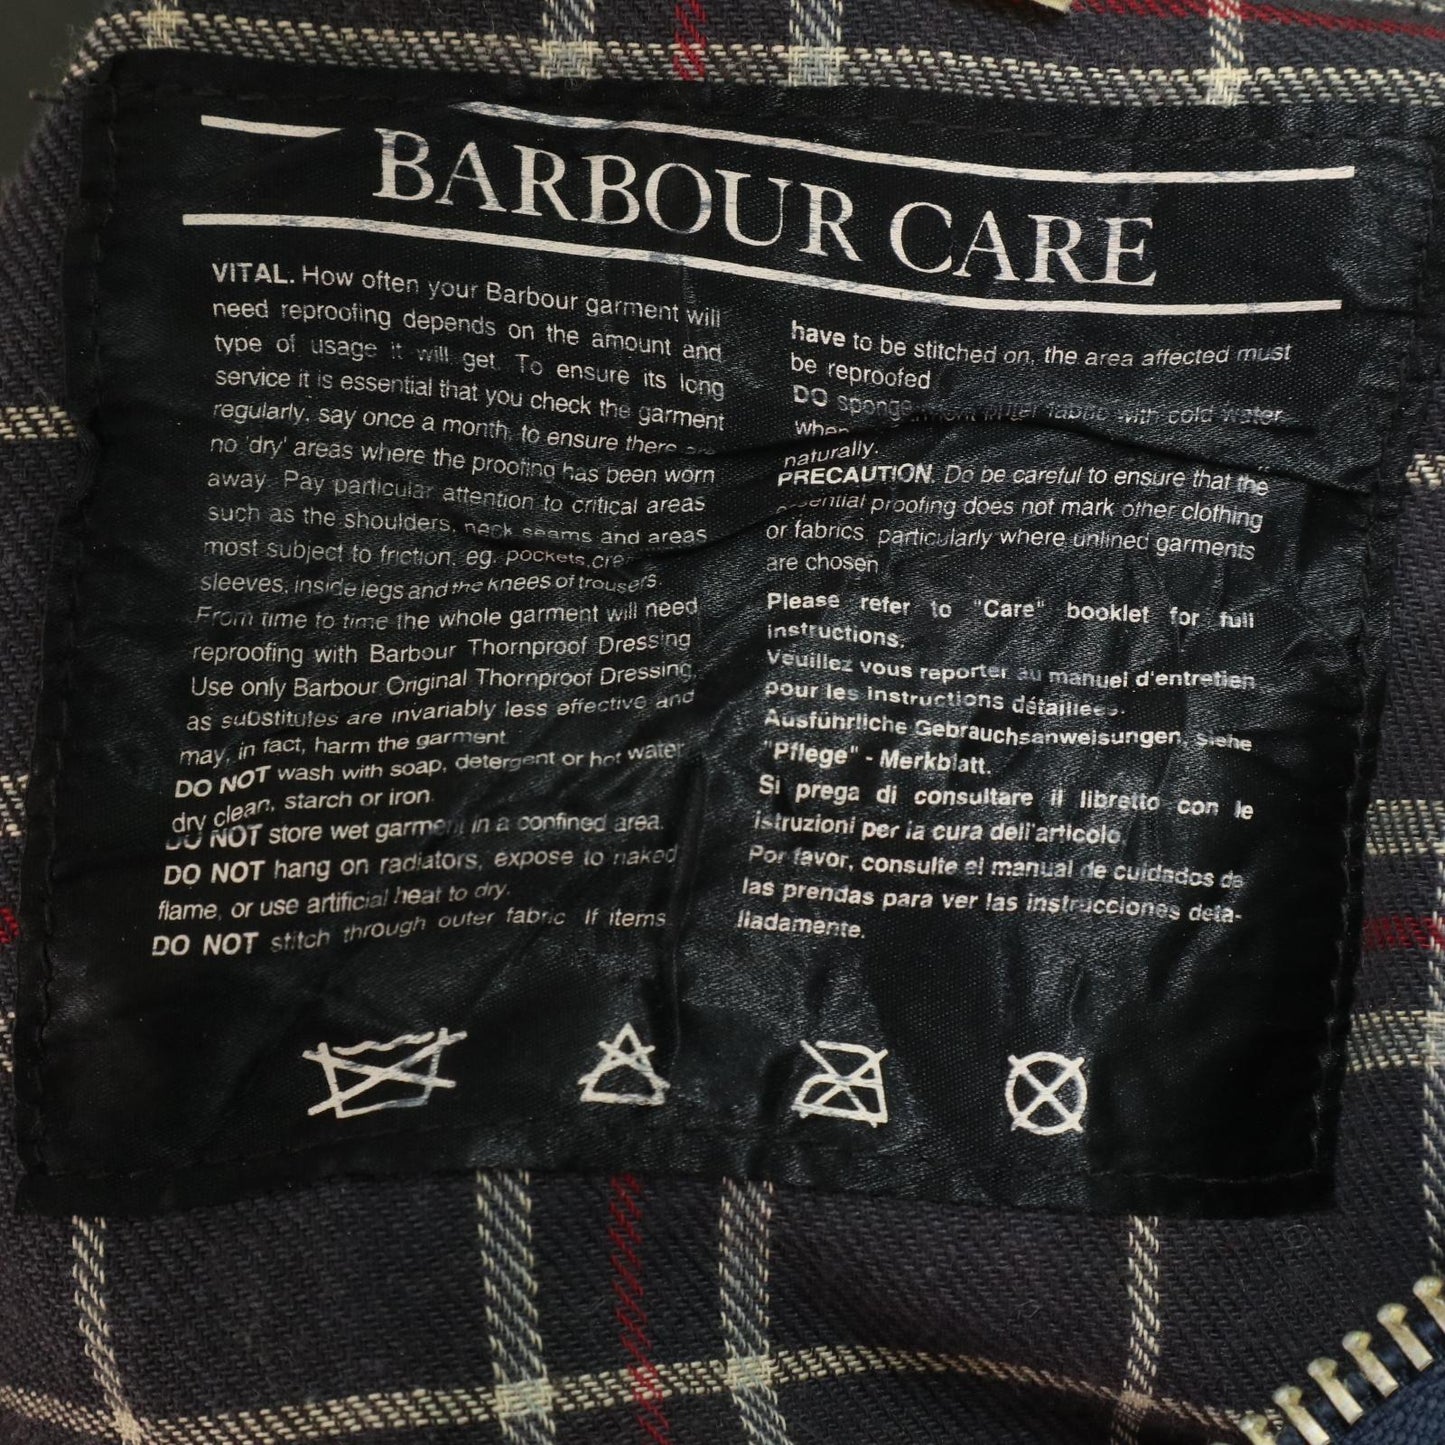 BARBOUR CARE
VITAL. How often your Barbour garment will
need reproofing depends on the amount and
type of usage it will get. To ensure its long
service it is essential that you check the garment
regularly, say once a month, to ensure there are
no 'dry' areas where the proofing has been worn
away. Pay particular attention to critical areas
such as the shoulders, neck seams and areas
most subject to friction, eg. pockets,
sleeves, inside legs and the knees of trousers.
From time to time the whole garment will need
reproofing with Barbour Thornproof Dressing
Use only Barbour Original Thornproof Dressing,
as substitutes are invariably less effective and
may, in fact, harm the garment
DO NOT wash with soap, detergent or hot water
dry clean, starch or iron.
DO NOT store wet garment in a confined area.
DO NOT hang on radiators, expose to naked
flame, or use artificial heat to dry.
DO NOT stitch through outer fabric If items
have to be stitched on, the area affected must
be reproofed
DO sponge outer fabric with cold water
when
naturally.
PRECAUTION. Do be careful to ensure that the
essential proofing does not mark other clothing
or fabrics, particularly where unlined garments
are chosen
Please refer to "Care" booklet for full
instructions.
Veuillez vous reporter au manuel d'entretien
pour les instructions détaillées.
Ausführliche Gebrauchsanweisungen, siehe
"Pflege" - Merkblatt.
Si prega di consultare il libretto con le
istruzioni per la cura dell'articolo.
Por favor, consulte el manual de cuidados de
las prendas para ver las instrucciones deta-
lladamente.